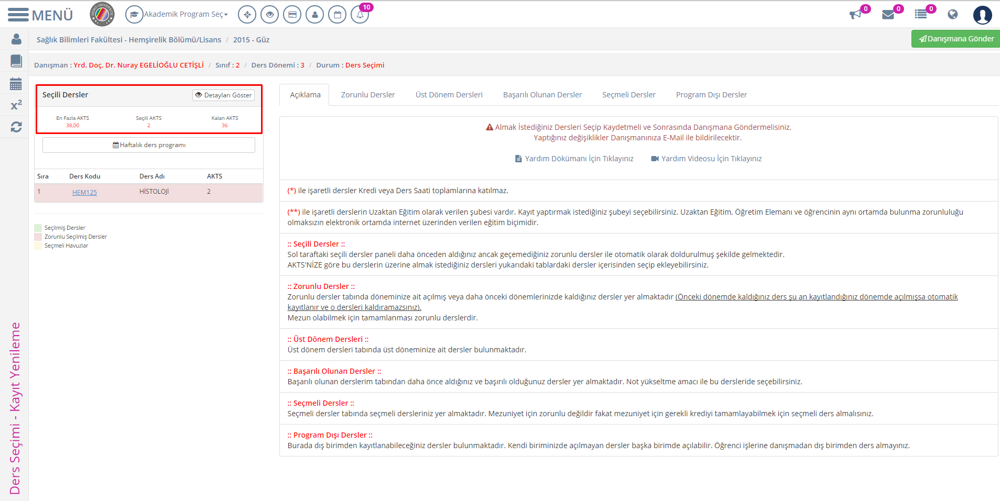 MENÜ
DEMO ÜNİVERSİTE
Akademik Program Seç
10
0
0
0
Sağlık Bilimleri Fakültesi - Hemşirelik Bölümü/Lisans / 2015 - Güz
Danışmana Gönder
Danışman : Yrd. Doç. Dr. Nuray EGELİOĞLU CETİŞLİ / Sınıf : 2 / Ders Dönemi : 3 / Durum : Ders Seçimi
x²
Ders Seçimi - Kayıt Yenileme
Seçili Dersler
Detayları Göster
En Fazla AKTS Seçili AKTS Kalan AKTS
38,00 2 36
Haftalık ders programı
Sıra Ders Kodu Ders Adı AKTS
1 HEM125 HİSTOLOJİ 2
Seçilmiş Dersler
Zorunlu Seçilmiş Dersler
Seçmeli Havuzlar
Açıklama Zorunlu Dersler Üst Dönem Dersleri Başarılı Olunan Dersler Seçmeli Dersler Program Dışı Dersler
Almak İstediğiniz Dersleri Seçip Kaydetmeli ve Sonrasında Danışmana Göndermelisiniz.
Yaptığınız değişiklikler Danışmanınıza E-Mail ile bildirilecektir.
Yardım Dökümanı İçin Tıklayınız Yardım Videosu İçin Tıklayınız
(*) ile işaretli dersler Kredi veya Ders Saati toplamlarına katılmaz.
(**) ile işaretli derslerin Uzaktan Eğitim olarak verilen şubesi vardır. Kayıt yaptırmak istediğiniz şubeyi seçebilirsiniz. Uzaktan Eğitim, Öğretim Elemanı ve öğrencinin aynı ortamda bulunma zorunluluğu
olmaksızın elektronik ortamda internet üzerinden verilen eğitim biçimidir.
:: Seçili Dersler ::
Sol taraftaki seçili dersler paneli daha önceden aldığınız ancak geçemediğiniz zorunlu dersler ile otomatik olarak doldurulmuş şekilde gelmektedir.
AKTS'NİZE göre bu derslerin üzerine almak istediğiniz dersleri yukarıdaki tablardaki dersler içerisinden seçip ekleyebilirsiniz.
:: Zorunlu Dersler ::
Zorunlu dersler tabında döneminize ait açılmış veya daha önceki dönemlerinizde kaldığınız dersler yer almaktadır (Önceki dönemde kaldığınız ders şu an kayıtlandığınız dönemde açılmışsa otomatik
kayıtlanır ve o dersleri kaldıramazsınız).
Mezun olabilmek için tamamlanması zorunlu derslerdir.
:: Üst Dönem Dersleri ::
Üst dönem dersleri tabında üst döneminize ait dersler bulunmaktadır.
:: Başarılı Olunan Dersler ::
Başarılı olunan derslerim tabından daha önce aldığınız ve başırılı olduğunuz dersler yer almaktadır. Not yükseltme amacı ile bu dersleride seçebilirsiniz.
:: Seçmeli Dersler ::
Seçmeli dersler tabında seçmeli dersleriniz yer almaktadır. Mezuniyet için zorunlu değildir fakat mezuniyet için gerekli krediyi tamamlayabilmek için seçmeli ders almalısınız.
:: Program Dışı Dersler ::
Burada dış birimden kayıtlanabileceğiniz dersler bulunmaktadır. Kendi biriminizde açılmayan dersler başka birimde açılabilir. Öğrenci işlerine danışmadan dış birimden ders almayınız.